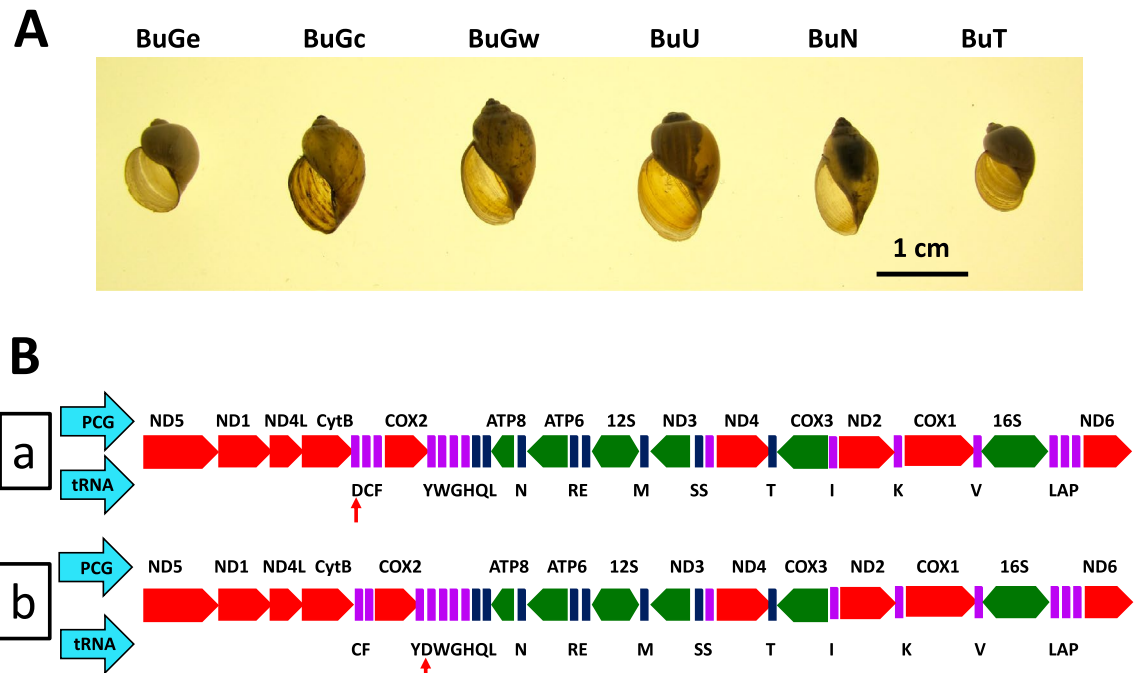 A
BuGe BuGc BuGw BuU BuN BuT
1 cm
B
a
PCG
ND5 ND1 ND4L CytB COX2 ATP8 ATP6 12S ND3 ND4 COX3 ND2 COX1 16S ND6
tRNA
DCF YWGHQL N RE M SS T I K V LAP
b
PCG
ND5 ND1 ND4L CytB COX2 ATP8 ATP6 12S ND3 ND4 COX3 ND2 COX1 16S ND6
tRNA
CF YDWGHQL N RE M SS T I K V LAP